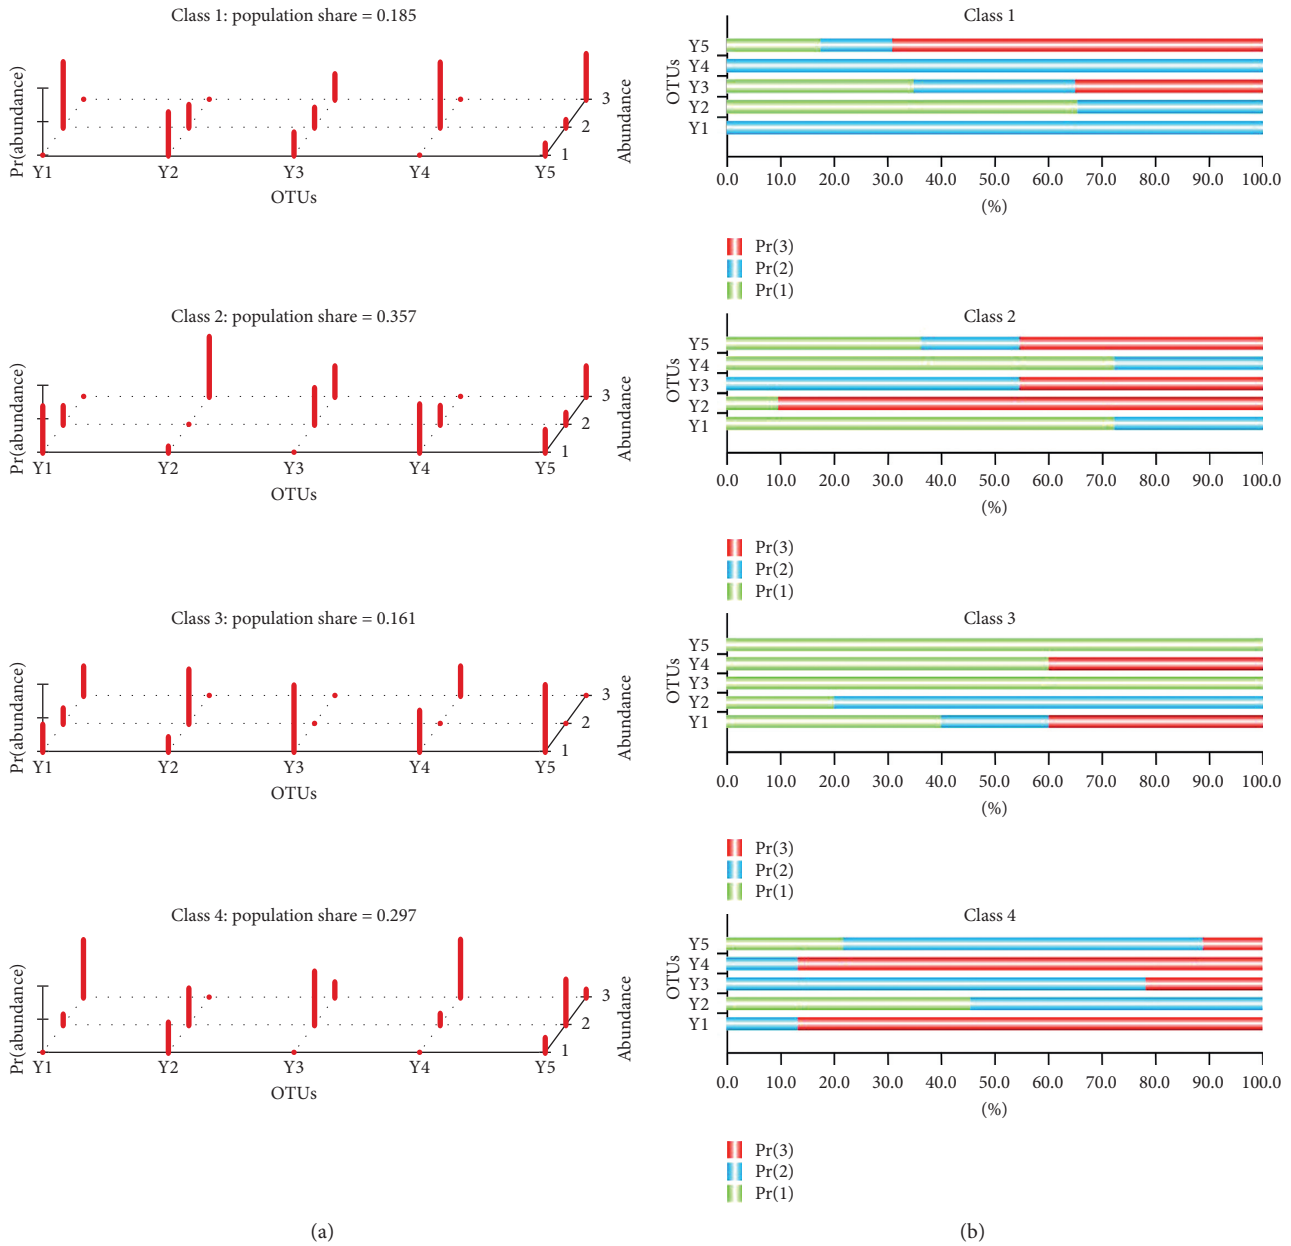 Class 1: population share = 0.185
Pr(abundance)
Y1 Y2 Y3 Y4 Y5
OTUs
1 2 3
Abundance
Class 1
OTUs
Y5
Y4
Y3
Y2
Y1
0.0 10.0 20.0 30.0 40.0 50.0 60.0 70.0 80.0 90.0 100.0
(%)
Pr(3)
Pr(2)
Pr(1)
Class 2: population share = 0.357
Pr(abundance)
Y1 Y2 Y3 Y4 Y5
OTUs
1 2 3
Abundance
Class 2
OTUs
Y5
Y4
Y3
Y2
Y1
0.0 10.0 20.0 30.0 40.0 50.0 60.0 70.0 80.0 90.0 100.0
(%)
Pr(3)
Pr(2)
Pr(1)
Class 3: population share = 0.161
Pr(abundance)
Y1 Y2 Y3 Y4 Y5
OTUs
1 2 3
Abundance
Class 3
OTUs
Y5
Y4
Y3
Y2
Y1
0.0 10.0 20.0 30.0 40.0 50.0 60.0 70.0 80.0 90.0 100.0
(%)
Pr(3)
Pr(2)
Pr(1)
Class 4: population share = 0.297
Pr(abundance)
Y1 Y2 Y3 Y4 Y5
OTUs
1 2 3
Abundance
Class 4
OTUs
Y5
Y4
Y3
Y2
Y1
0.0 10.0 20.0 30.0 40.0 50.0 60.0 70.0 80.0 90.0 100.0
(%)
Pr(3)
Pr(2)
Pr(1)
(a)
(b)